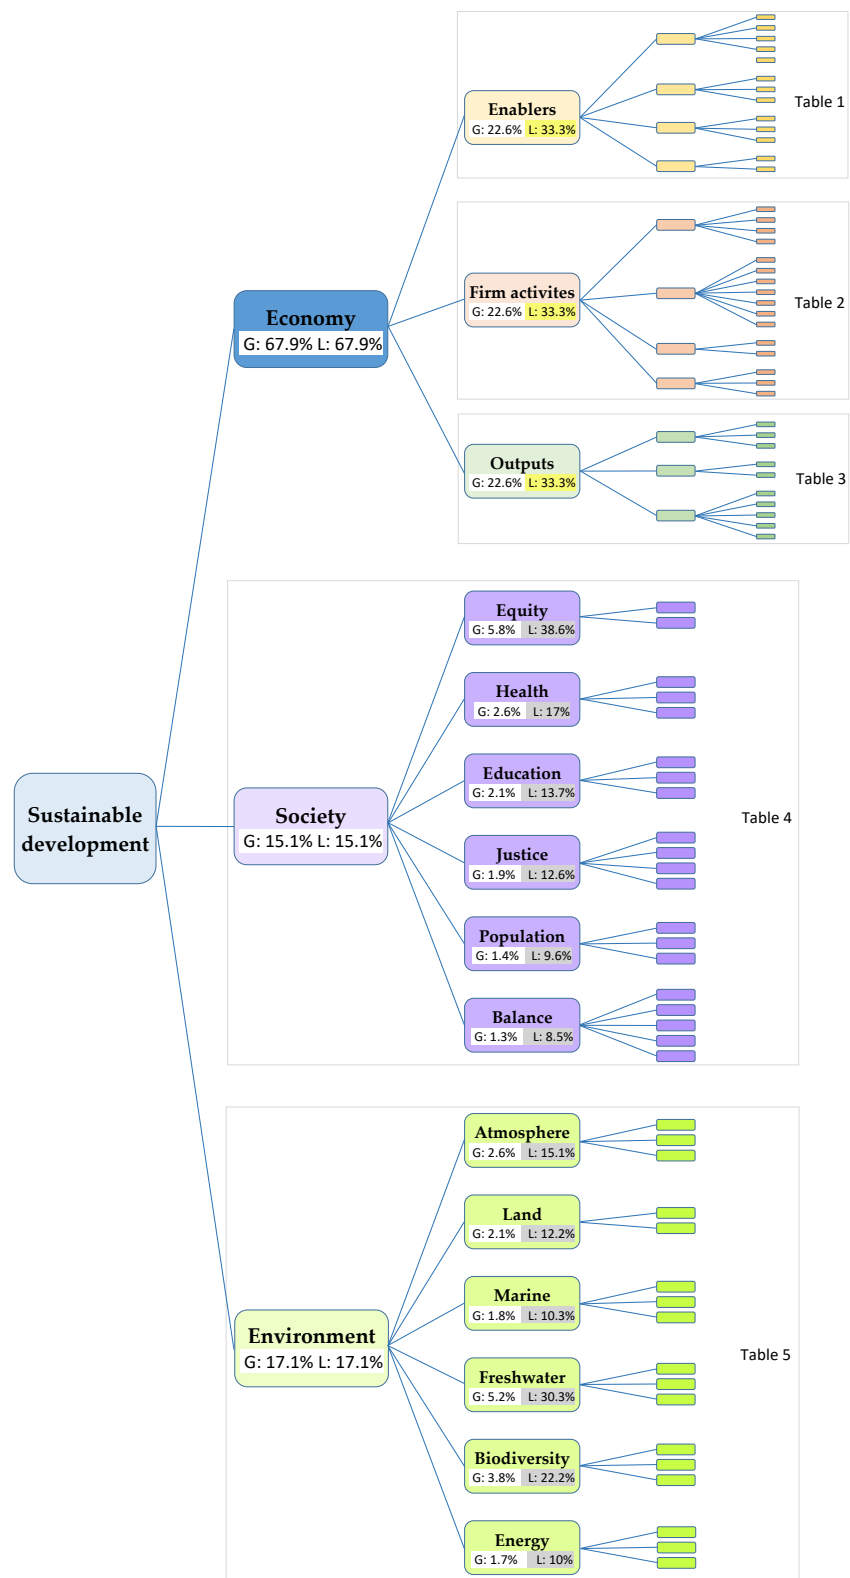 Enablers
G: 22.6% L: 33.3%
Table 1
Firm activites
G: 22.6% L: 33.3%
Table 2
Economy
G: 67.9% L: 67.9%
Outputs
G: 22.6% L: 33.3%
Table 3
Equity
G: 5.8% L: 38.6%
Health
G: 2.6% L: 17%
Education
G: 2.1% L: 13.7%
Sustainable
development
Society
G: 15.1% L: 15.1%
Table 4
Justice
G: 1.9% L: 12.6%
Population
G: 1.4% L: 9.6%
Balance
G: 1.3% L: 8.5%
Atmosphere
G: 2.6% L: 15.1%
Land
G: 2.1% L: 12.2%
Marine
G: 1.8% L: 10.3%
Environment
G: 17.1% L: 17.1%
Table 5
Freshwater
G: 5.2% L: 30.3%
Biodiversity
G: 3.8% L: 22.2%
Energy
G: 1.7% L: 10%